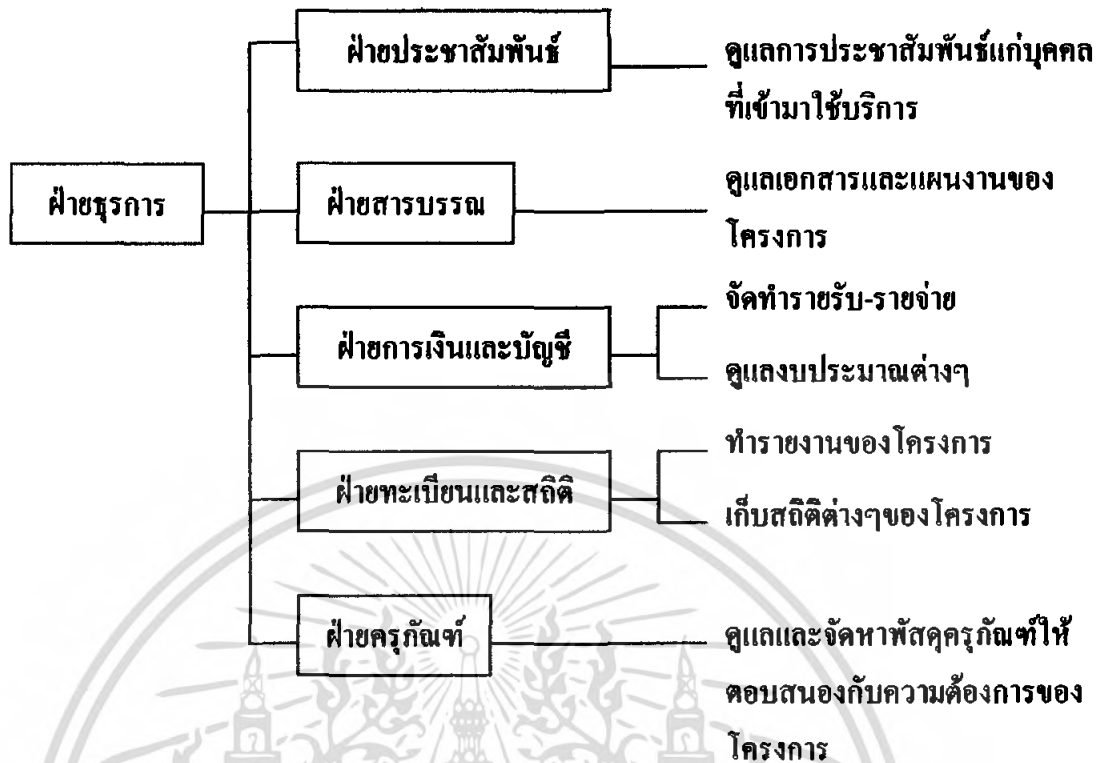 ฝ่ายประชาสัมพันธ์
ดูแลการประชาสัมพันธ์แก่บุคคล
ที่เข้ามาใช้บริการ
ฝ่ายธุรการ
ฝ่ายสารบรรณ
ดูแลเอกสารและแผนงานของ
โครงการ
ฝ่ายการเงินและบัญชี
จัดทำรายรับ-รายจ่าย
ดูแลงบประมาณต่างๆ
ฝ่ายทะเบียนและสถิติ
ทำรายงานของโครงการ
เก็บสถิติต่างๆของโครงการ
ฝ่ายครุภัณฑ์
ดูแลและจัดหาพัสดุครุภัณฑ์ให้
ตอบสนองกับความต้องการของ
โครงการ